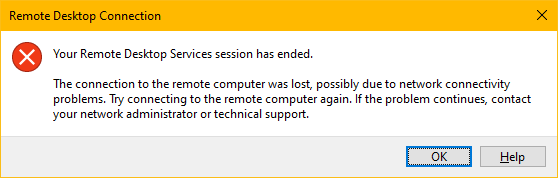 Remote Desktop Connection
Your Remote Desktop Services session has ended.
The connection to the remote computer was lost, possibly due to network connectivity
problems. Try connecting to the remote computer again. If the problem continues, contact
your network administrator or technical support.
OK
Help